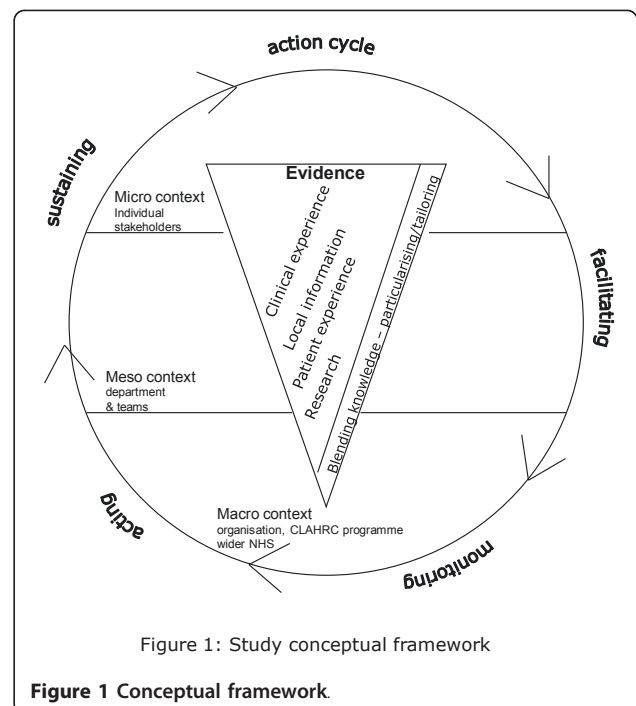 action cycle
sustaining
facilitating
monitoring
acting
Evidence
Clinical experience
Local information
Patient experience
Research
Blending knowledge – particularising/tailoring
Micro context
Individual
stakeholders
Meso context
department
& teams
Macro context
organisation, CLAHRC programme
wider NHS
Figure 1: Study conceptual framework
Figure 1 Conceptual framework.